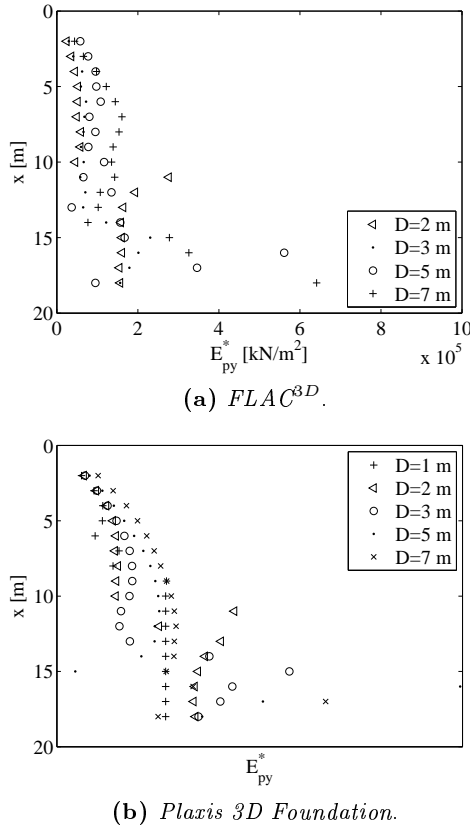 0
5
10
15
20
x [m]
D=2 m
D=3 m
D=5 m
D=7 m
0 2 4 6 8 10
E*py [kN/m²]
x 10⁵
(a) FLAC³ᴰ.
0
5
10
15
20
x [m]
D=1 m
D=2 m
D=3 m
D=5 m
D=7 m
E*py
(b) Plaxis 3D Foundation.